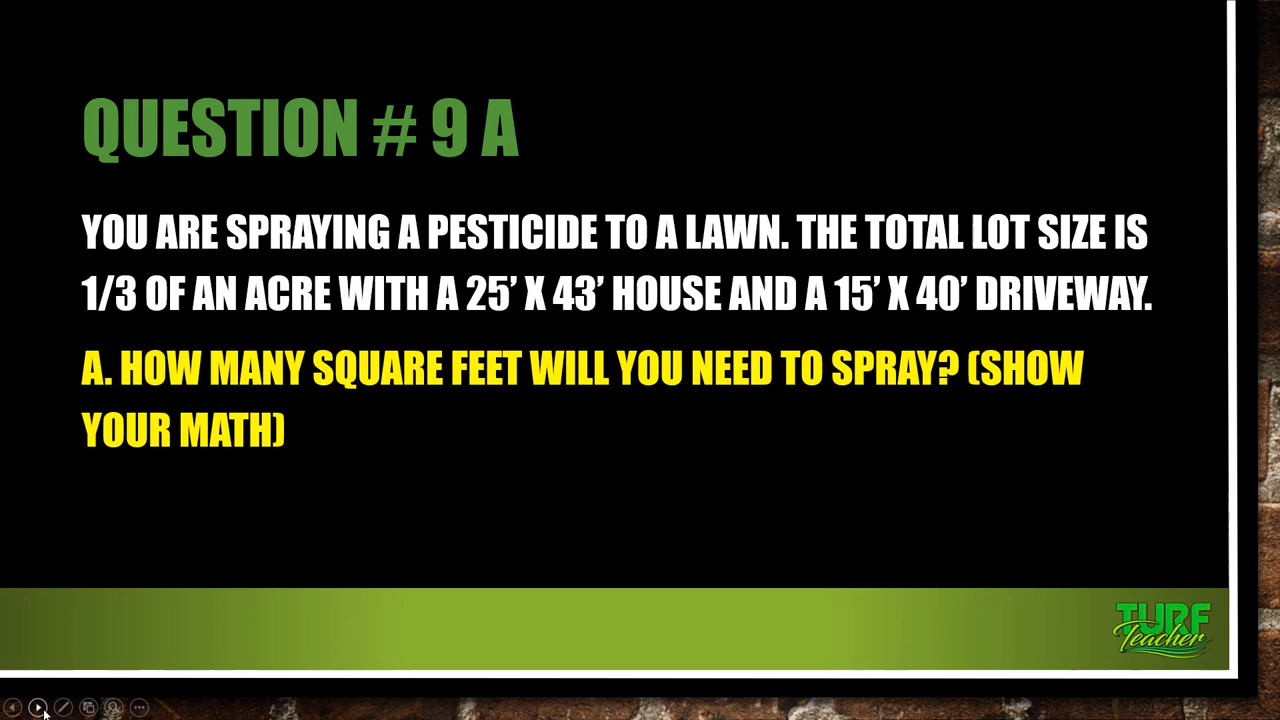 QUESTION # 9 A
YOU ARE SPRAYING A PESTICIDE TO A LAWN. THE TOTAL LOT SIZE IS
1/3 OF AN ACRE WITH A 25’ X 43’ HOUSE AND A 15’ X 40’ DRIVEWAY.
A. HOW MANY SQUARE FEET WILL YOU NEED TO SPRAY? (SHOW
YOUR MATH)
TURF
Teacher